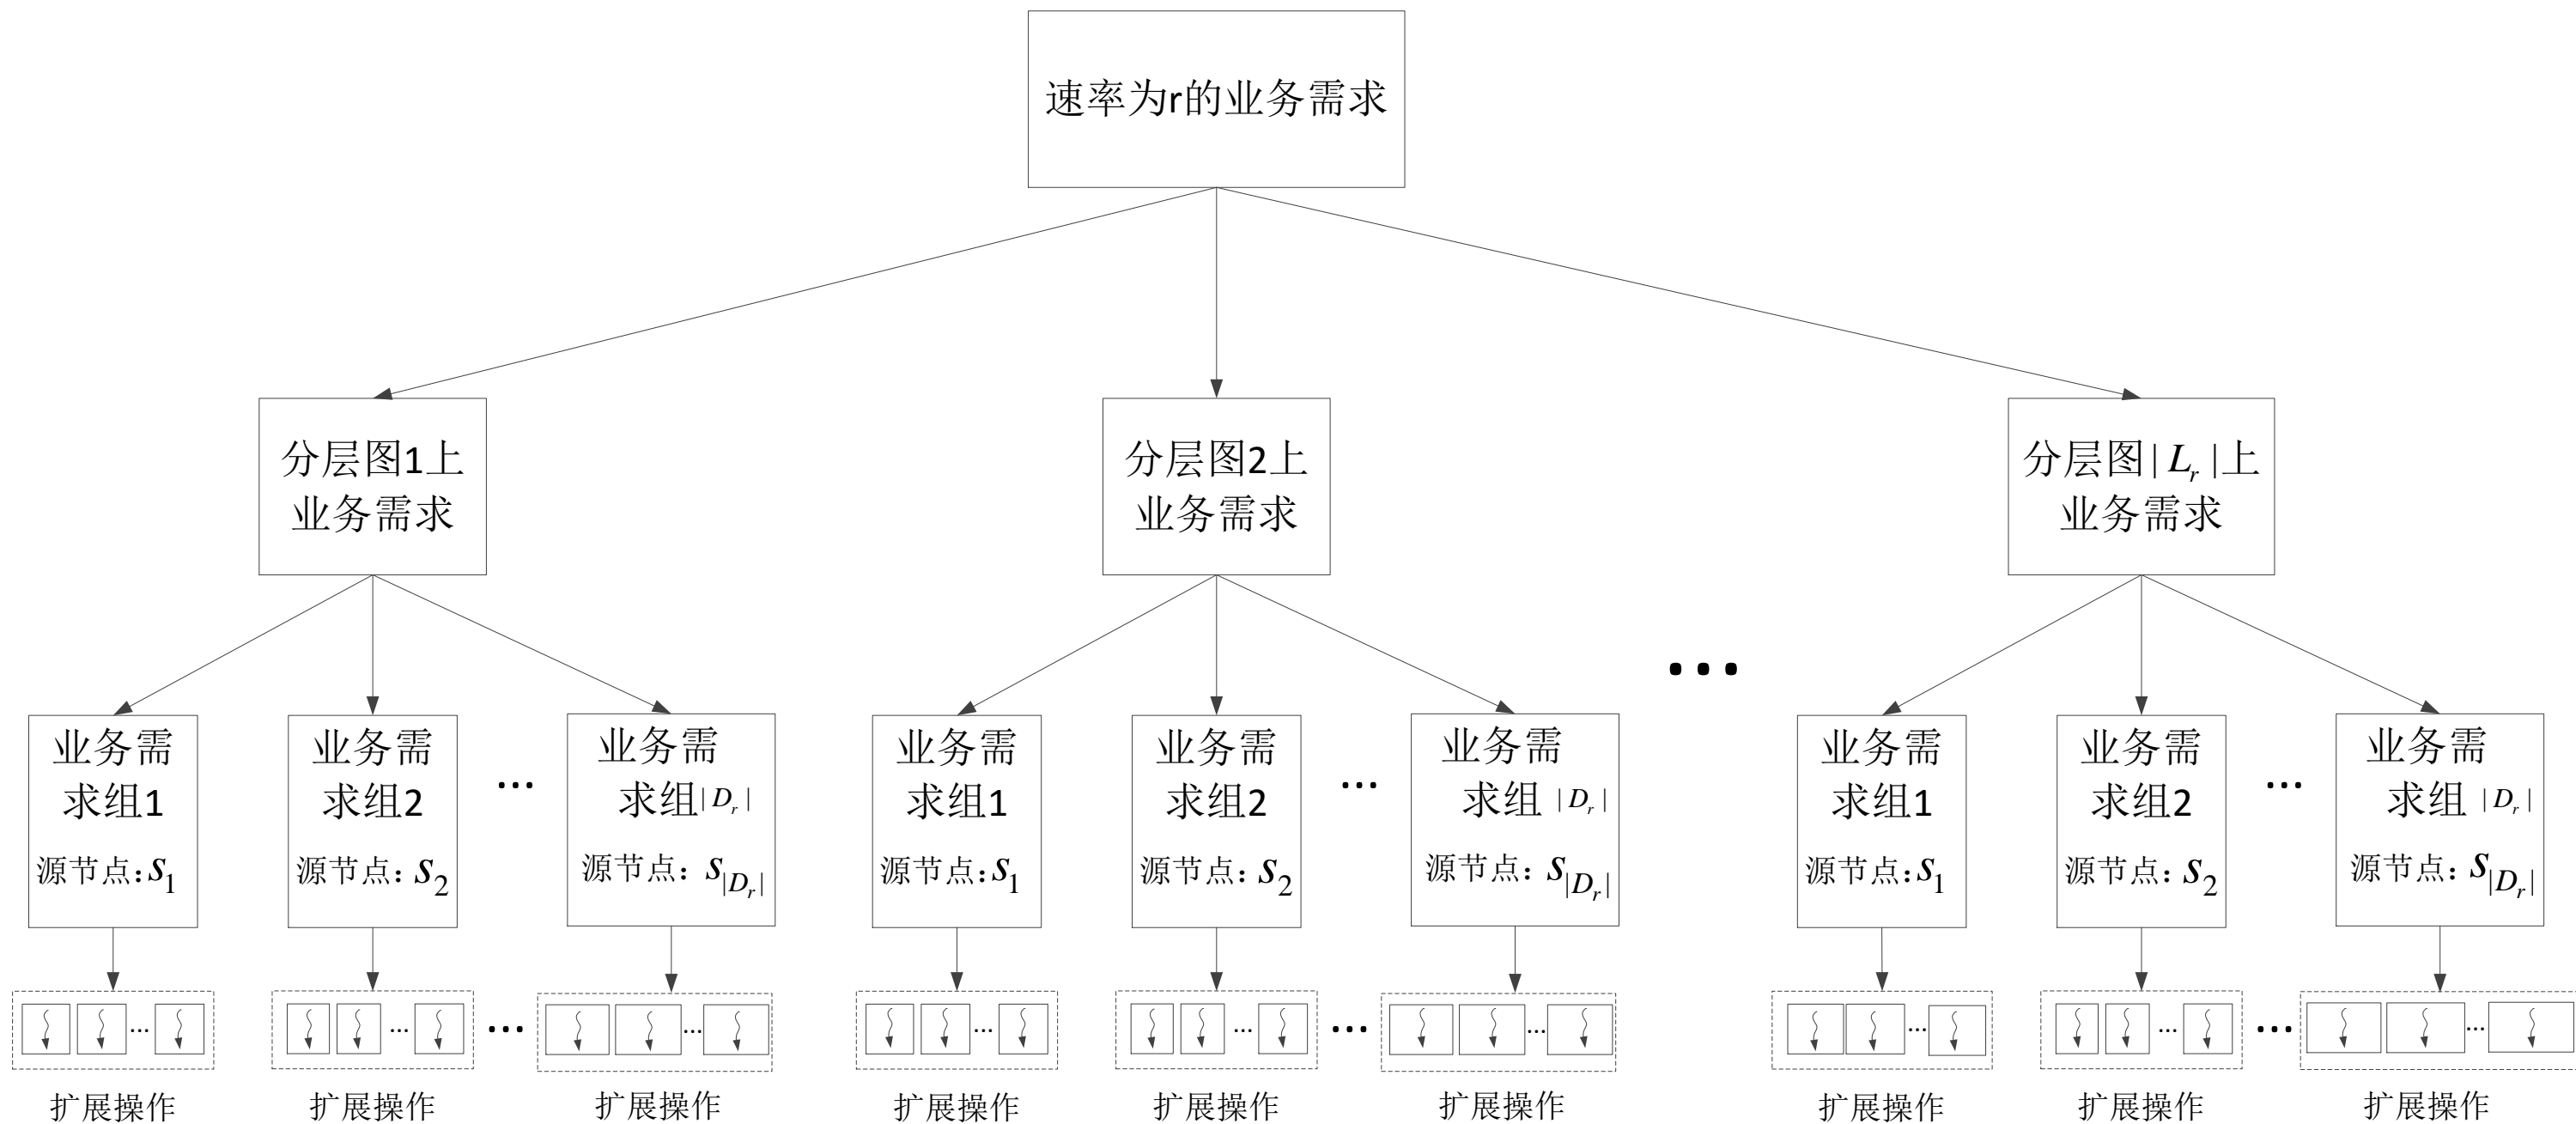 速率为r的业务需求
分层图1上
业务需求
分层图2上
业务需求
分层图|L_r|上
业务需求
...
业务需
求组1
源节点：s_1
业务需
求组2
源节点：s_2
...
业务需
求组|D_r|
源节点：s_{|D_r|}
业务需
求组1
源节点：s_1
业务需
求组2
源节点：s_2
...
业务需
求组|D_r|
源节点：s_{|D_r|}
业务需
求组1
源节点：s_1
业务需
求组2
源节点：s_2
...
业务需
求组|D_r|
源节点：s_{|D_r|}
... ... ... ... ... ... ... ... ... ... ... ...
扩展操作 扩展操作 扩展操作 扩展操作 扩展操作 扩展操作 扩展操作 扩展操作 扩展操作